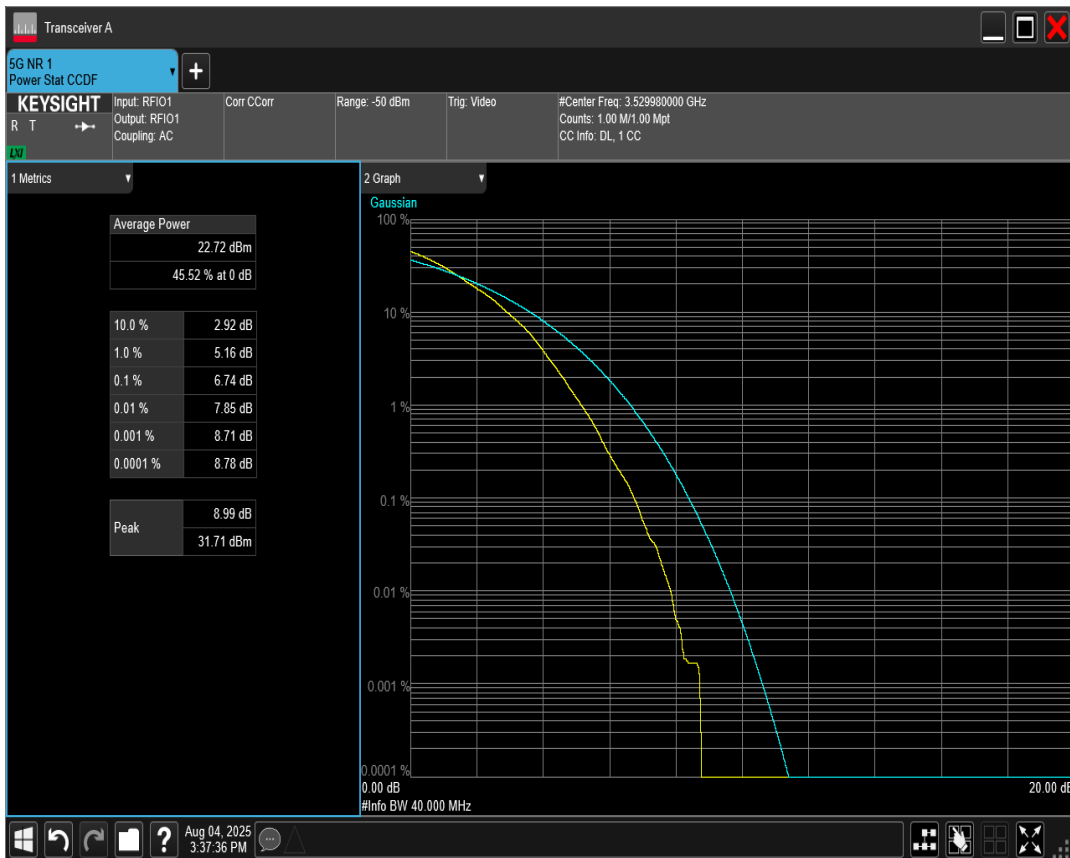 Transceiver A
5G NR 1
Power Stat CCDF
+
KEYSIGHT
R T
LXI
Input: RFIO1
Output: RFIO1
Coupling: AC
Corr CCorr
Range: -50 dBm
Trig: Video
#Center Freq: 3.529980000 GHz
Counts: 1.00 M/1.00 Mpt
CC Info: DL, 1 CC
1 Metrics
Average Power
22.72 dBm
45.52 % at 0 dB
10.0 % 2.92 dB
1.0 % 5.16 dB
0.1 % 6.74 dB
0.01 % 7.85 dB
0.001 % 8.71 dB
0.0001 % 8.78 dB
Peak
8.99 dB
31.71 dBm
2 Graph
Gaussian
100 %
10 %
1 %
0.1 %
0.01 %
0.001 %
0.0001 %
0.00 dB
20.00 dB
#Info BW 40.000 MHz
?
Aug 04, 2025
3:37:36 PM